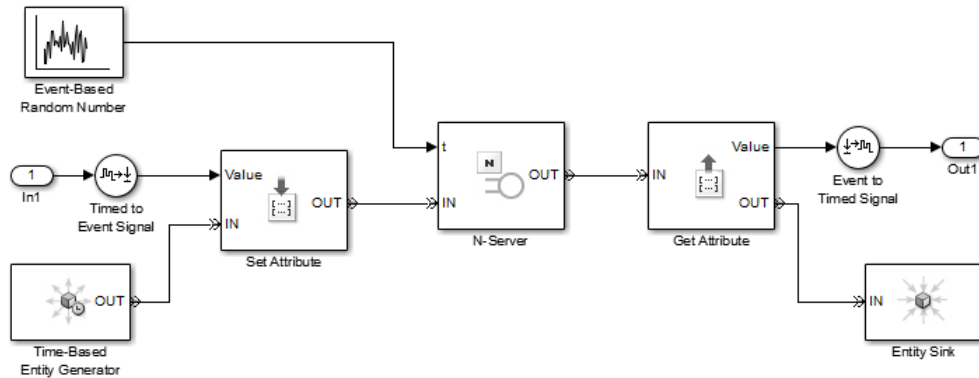 Event-Based
Random Number
1
In1
Timed to
Event Signal
Value
IN
OUT
Set Attribute
OUT
Time-Based
Entity Generator
t
IN
N
OUT
N-Server
IN
[...]
Value
OUT
Get Attribute
[...]
Event to
Timed Signal
1
Out1
IN
Entity Sink